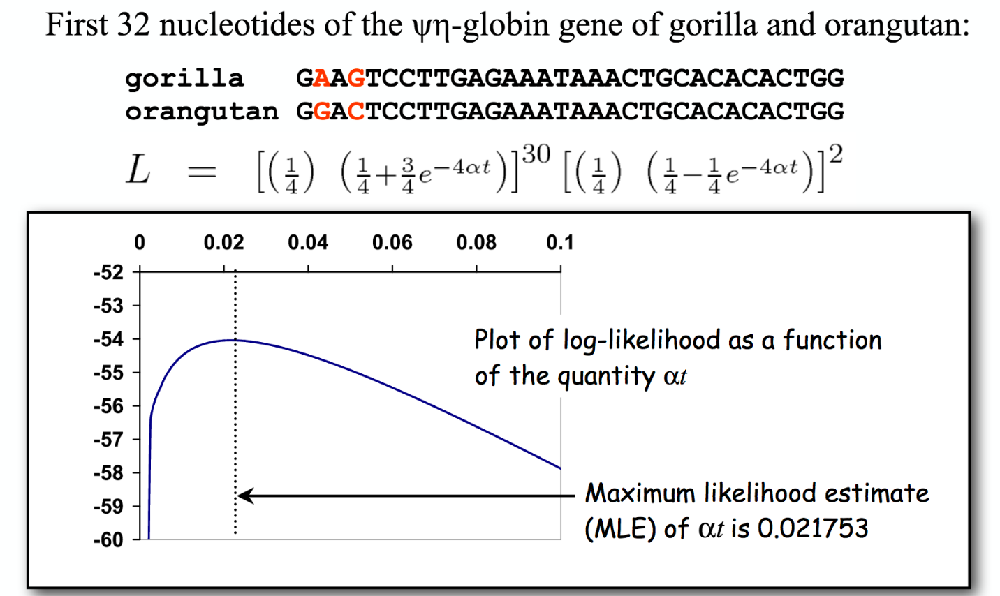 First 32 nucleotides of the ψη-globin gene of gorilla and orangutan:
gorilla GAAGTCCTTGAGAAATAAACTGCACACACTGG
orangutan GGACTCCTTGAGAAATAAACTGCACACACTGG
L = [(1/4) (1/4+3/4e^{−4αt})]^{30} [(1/4) (1/4−1/4e^{−4αt})]^2
0 0.02 0.04 0.06 0.08 0.1
-52
-53
-54
-55
-56
-57
-58
-59
-60
Plot of log-likelihood as a function
of the quantity αt
Maximum likelihood estimate
(MLE) of αt is 0.021753